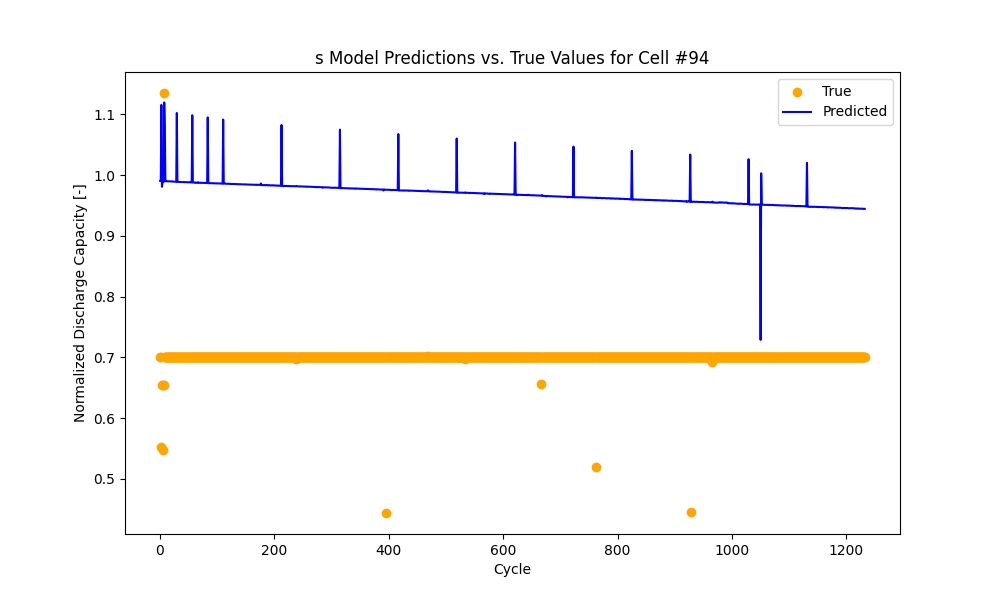 s Model Predictions vs. True Values for Cell #94
True
Predicted
Normalized Discharge Capacity [-]
1.1
1.0
0.9
0.8
0.7
0.6
0.5
0
200
400
600
800
1000
1200
Cycle